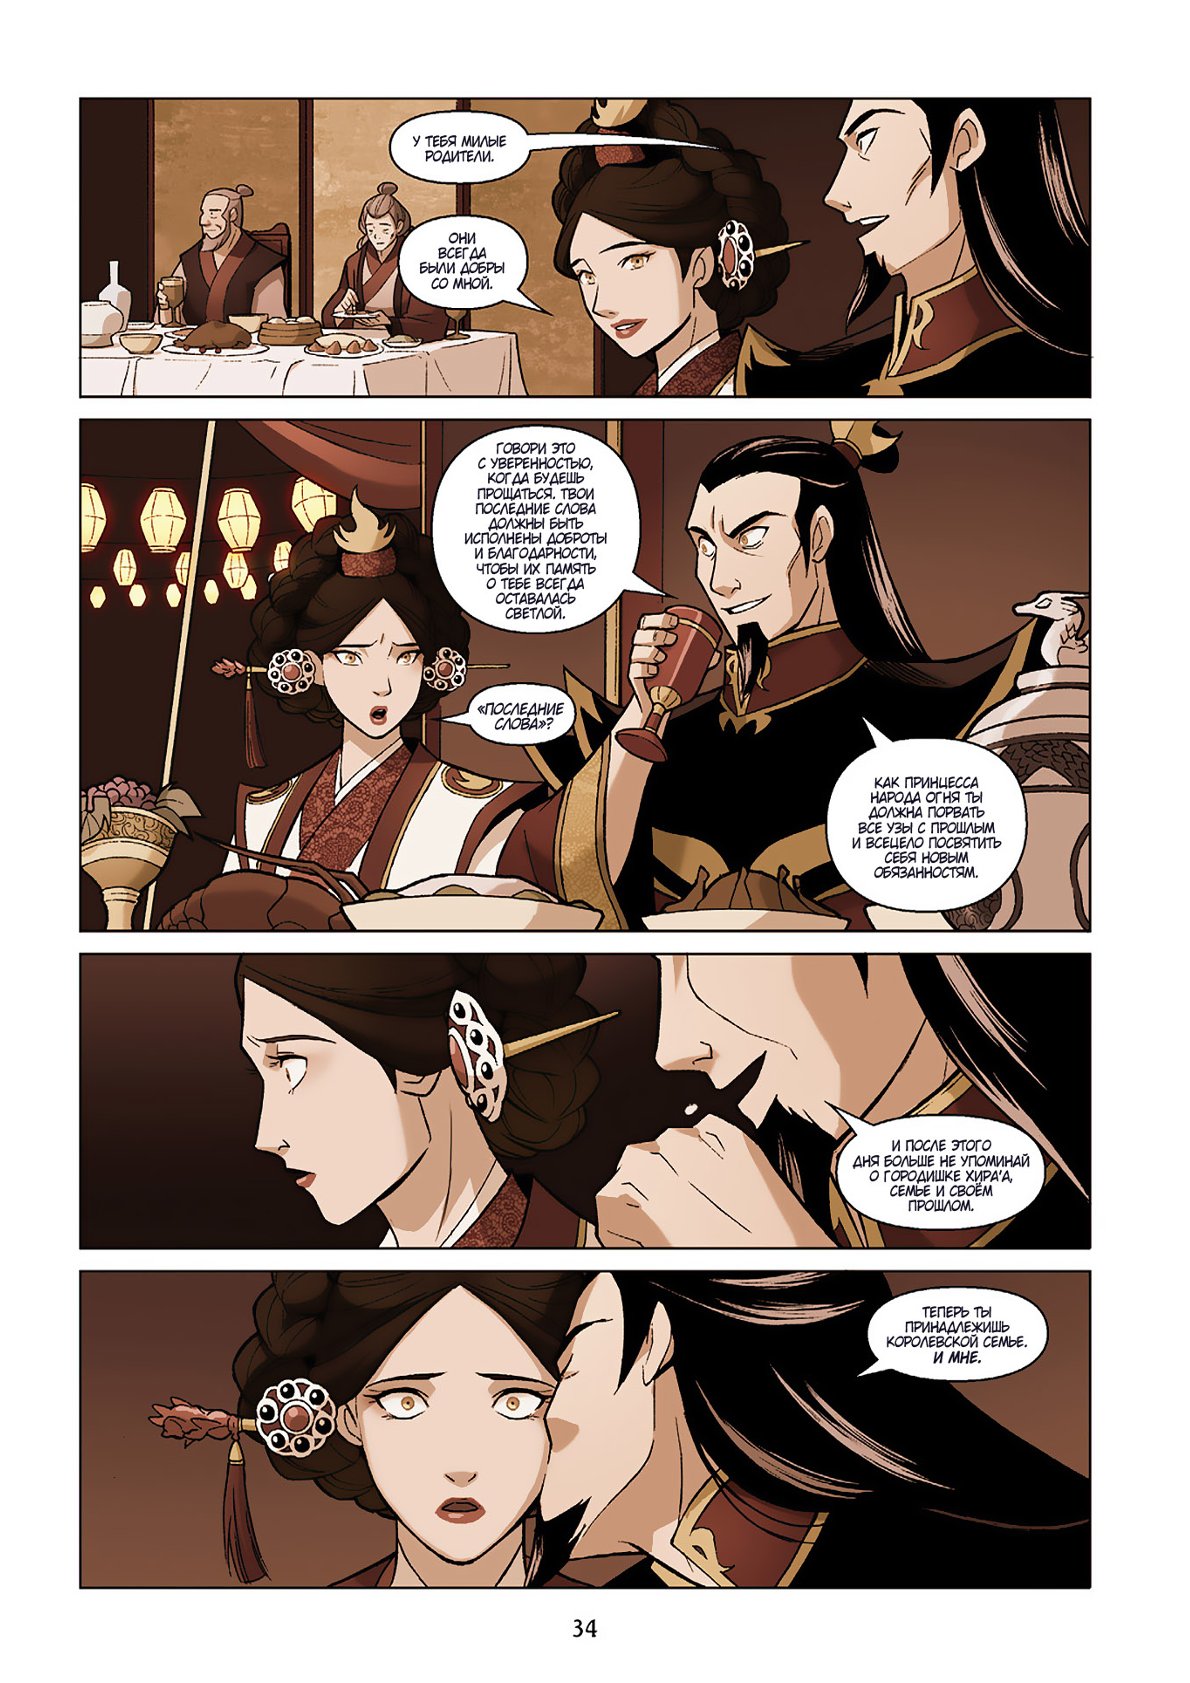 У ТЕБЯ МИЛЫЕ
РОДИТЕЛИ.
ОНИ
ВСЕГДА
БЫЛИ ДОБРЫ
СО МНОЙ.
ГОВОРИ ЭТО
С УВЕРЕННОСТЬЮ,
КОГДА БУДЕШЬ
ПРОЩАТЬСЯ. ТВОИ
ПОСЛЕДНИЕ СЛОВА
ДОЛЖНЫ БЫТЬ
ИСПОЛНЕНЫ ДОБРОТЫ
И БЛАГОДАРНОСТИ,
ЧТОБЫ ИХ ПАМЯТЬ
О ТЕБЕ ВСЕГДА
ОСТАВАЛАСЬ
СВЕТЛОЙ.
«ПОСЛЕДНИЕ
СЛОВА»?
КАК ПРИНЦЕССА
НАРОДА ОГНЯ ТЫ
ДОЛЖНА ПОРВАТЬ
ВСЕ УЗЫ С ПРОШЛЫМ
И ВСЕЦЕЛО ПОСВЯТИТЬ
СЕБЯ НОВЫМ
ОБЯЗАННОСТЯМ.
И ПОСЛЕ ЭТОГО
ДНЯ БОЛЬШЕ НЕ УПОМИНАЙ
О ГОРОДИШКЕ ХИРА'А,
СЕМЬЕ И СВОЁМ
ПРОШЛОМ.
ТЕПЕРЬ ТЫ
ПРИНАДЛЕЖИШЬ
КОРОЛЕВСКОЙ СЕМЬЕ.
И МНЕ.
34